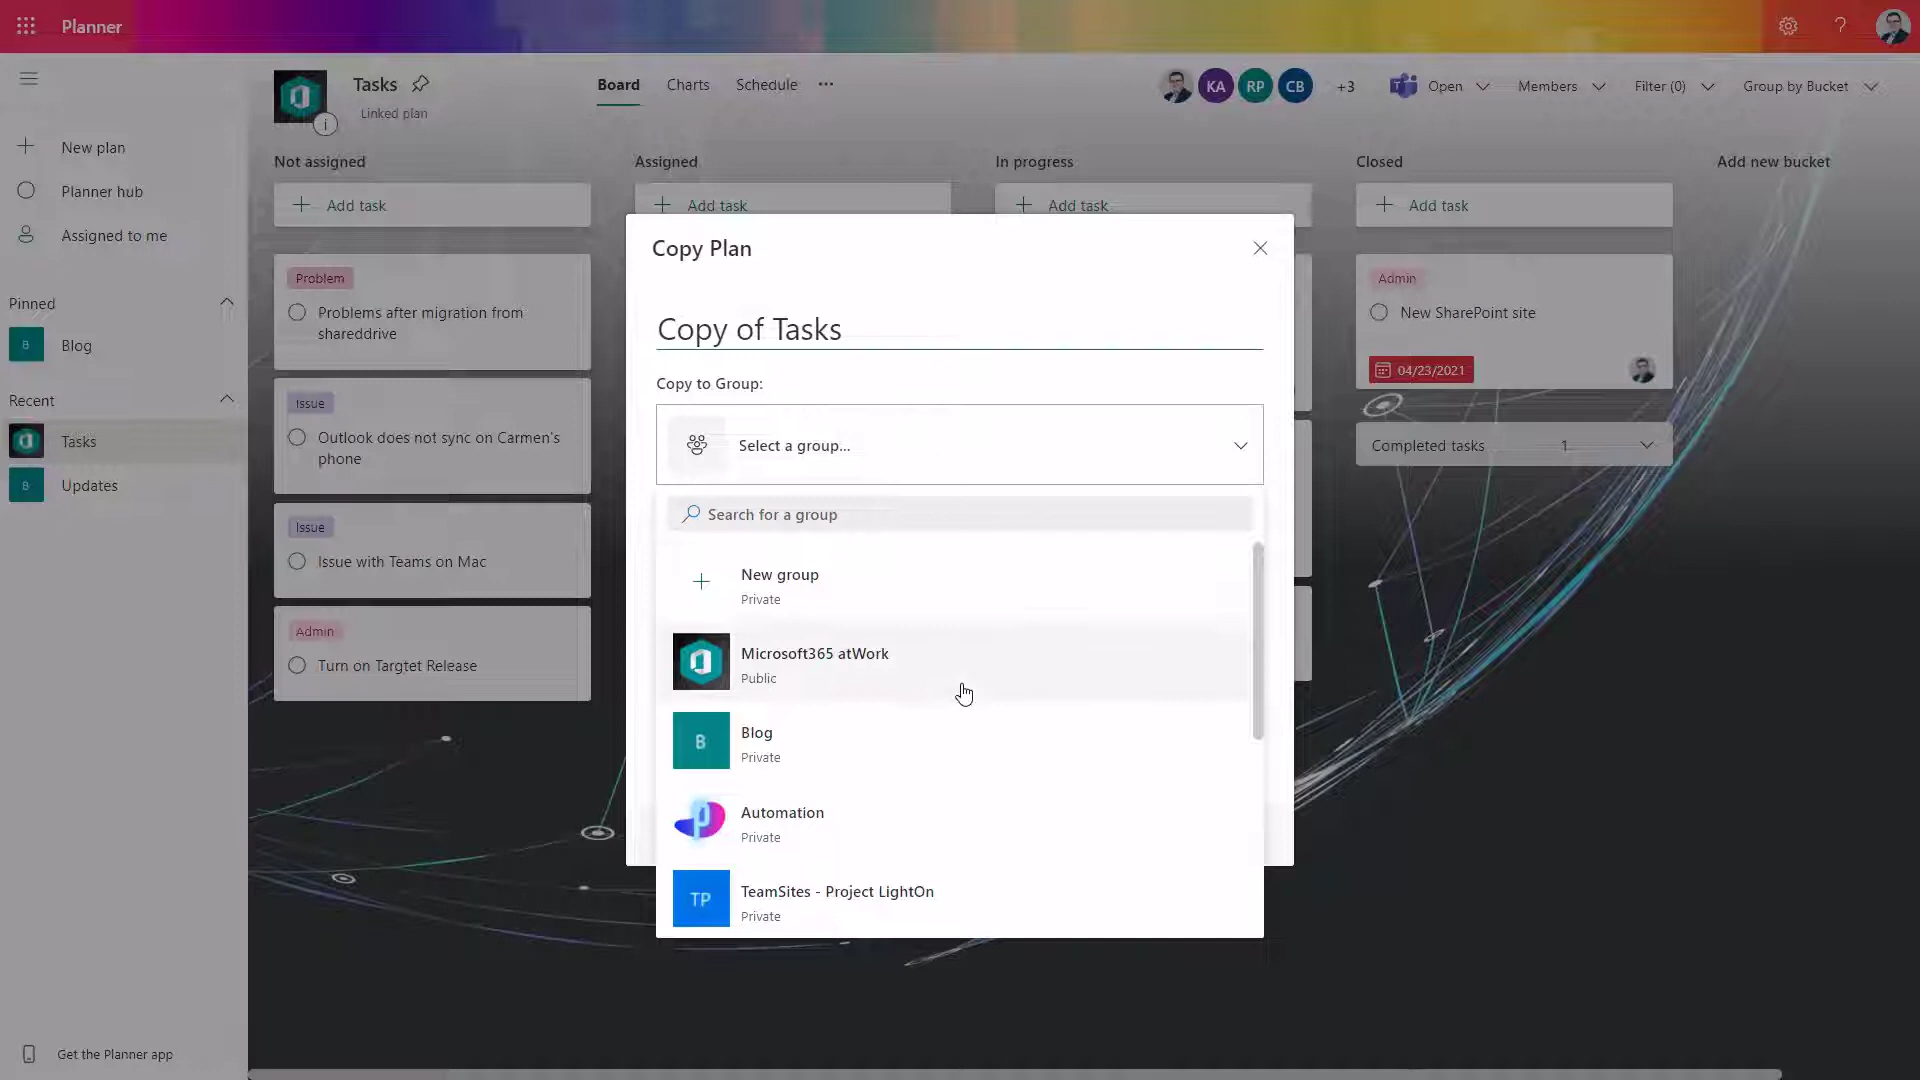 Planner
Tasks
Linked plan
Board
Charts
Schedule
KA
RP
CB
+3
Open
Members
Filter (0)
Group by Bucket
New plan
Planner hub
Assigned to me
Pinned
B
Blog
Recent
Tasks
B
Updates
Get the Planner app
Not assigned
Add task
Problem
Problems after migration from
shareddrive
Issue
Outlook does not sync on Carmen's
phone
Issue
Issue with Teams on Mac
Admin
Turn on Targtet Release
Assigned
Add task
In progress
Add task
Closed
Add task
Admin
New SharePoint site
04/23/2021
Completed tasks 1
Add new bucket
Copy Plan
Copy of Tasks
Copy to Group:
Select a group...
Search for a group
New group
Private
Microsoft365 atWork
Public
B
Blog
Private
Automation
Private
TP
TeamSites - Project LightOn
Private